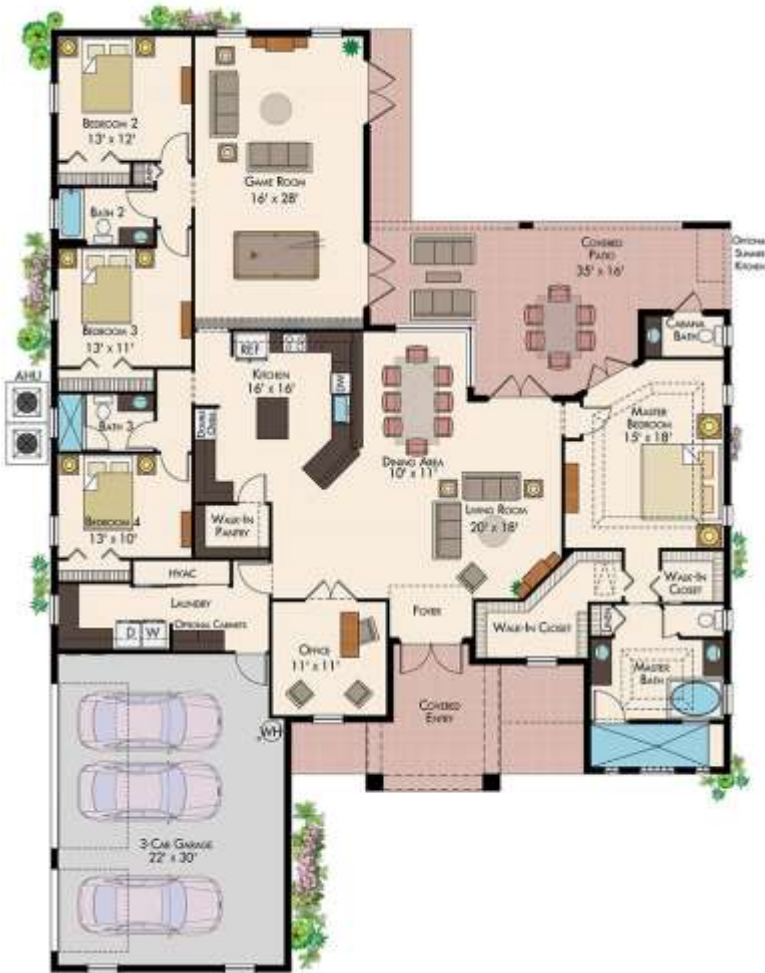 BEDROOM 2
13' x 12'
LINEN
BATH 2
GAME ROOM
16' x 28'
COVERED
PATIO
35' x 16'
OPTIONAL
SUMMER
KITCHEN
BEDROOM 3
13' x 11'
CABANA
BATH
REF
KITCHEN
16' x 16'
DW
AHU
DOUBLE
OVEN
BATH 3
MASTER
BEDROOM
15' x 18'
DINING AREA
10' x 11'
BEDROOM 4
13' x 10'
WALK-IN
PANTRY
LIVING ROOM
20' x 18'
HVAC
WALK-IN
CLOSET
LAUNDRY
OPTIONAL CABINETS
D W
FOYER
WALK-IN CLOSET
LINEN
OFFICE
11' x 11'
MASTER
BATH
COVERED
ENTRY
WH
3-CAR GARAGE
22' x 30'